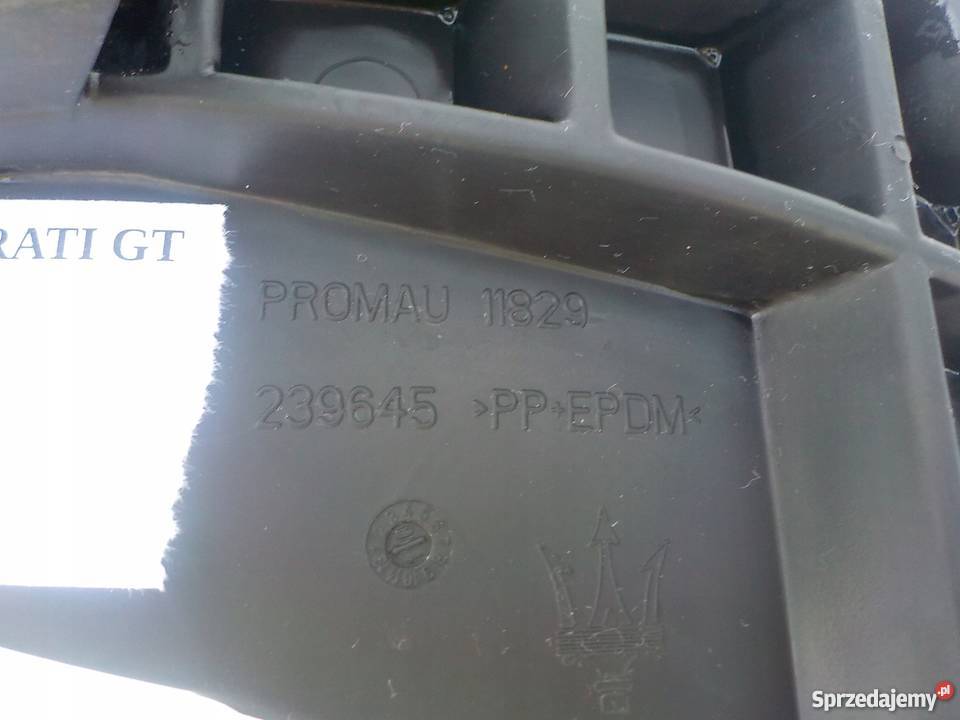 RATI GT
PROMAU 11829
239645 >PP+EPDM<
Sprzedajemy.pl